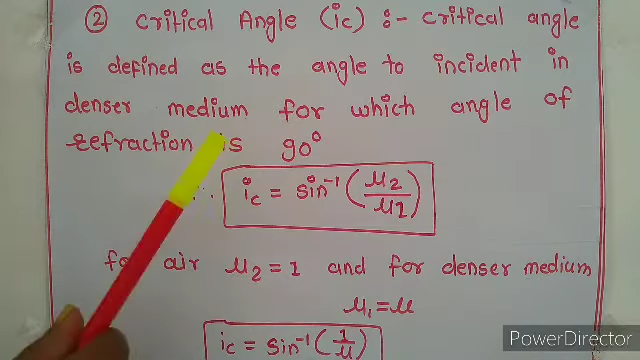 ② Critical Angle (ic) :- Critical angle
is defined as the angle to incident in
denser medium for which angle of
refraction is 90°
∴ ic = sin⁻¹ (μ2/μ1)
for air μ2 = 1 and for denser medium
μ1 = μ
ic = sin⁻¹ (1/μ)
PowerDirector